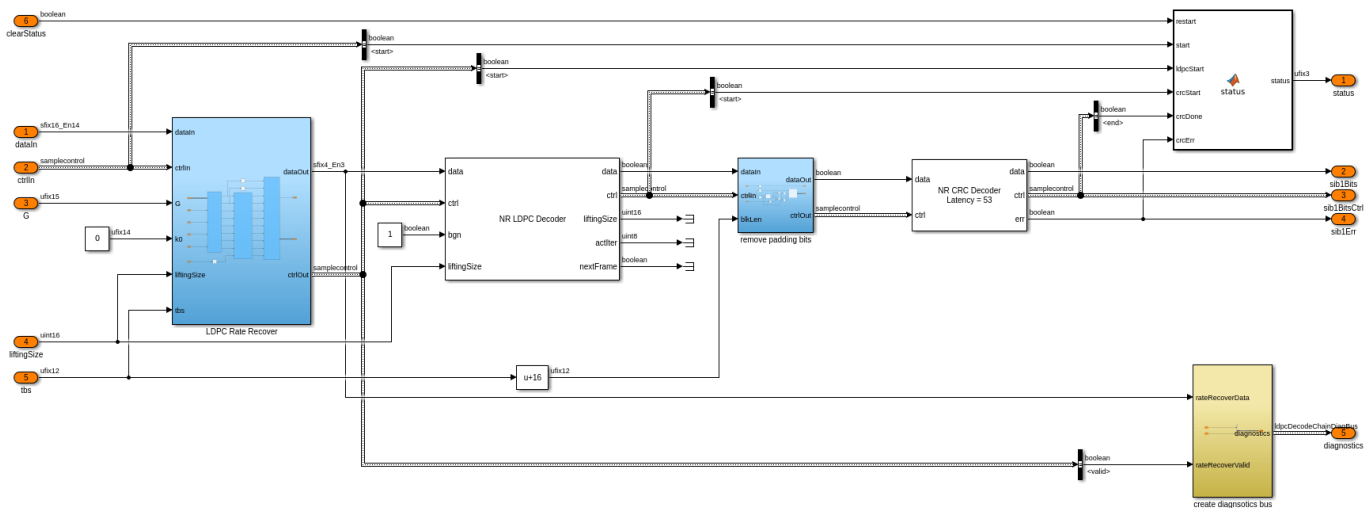 6
boolean
clearStatus
boolean
<start>
boolean
<start>
boolean
<start>
boolean
<end>
restart
start
ldpcStart
crcStart
crcDone
crcErr
status
status
ufix3
1
status
1
sfix16_En14
dataIn
2
samplecontrol
ctrlIn
3
ufix15
G
0
ufix14
dataIn
ctrlIn
G
k0
liftingSize
tbs
dataOut
ctrlOut
LDPC Rate Recover
sfix4_En3
samplecontrol
1
boolean
data
ctrl
bgn
liftingSize
NR LDPC Decoder
data
ctrl
liftingSize
actIter
nextFrame
boolean
samplecontrol
uint16
uint8
boolean
dataIn
ctrlIn
blkLen
dataOut
ctrlOut
remove padding bits
boolean
samplecontrol
data
ctrl
NR CRC Decoder
Latency = 53
data
ctrl
err
boolean
samplecontrol
boolean
2
sib1Bits
3
sib1BitsCtrl
4
sib1Err
4
uint16
liftingSize
5
ufix12
tbs
u+16
ufix12
boolean
<valid>
rateRecoverData
rateRecoverValid
diagnostics
create diagnsotics bus
ldpcDecodeChainDiagBus
5
diagnostics